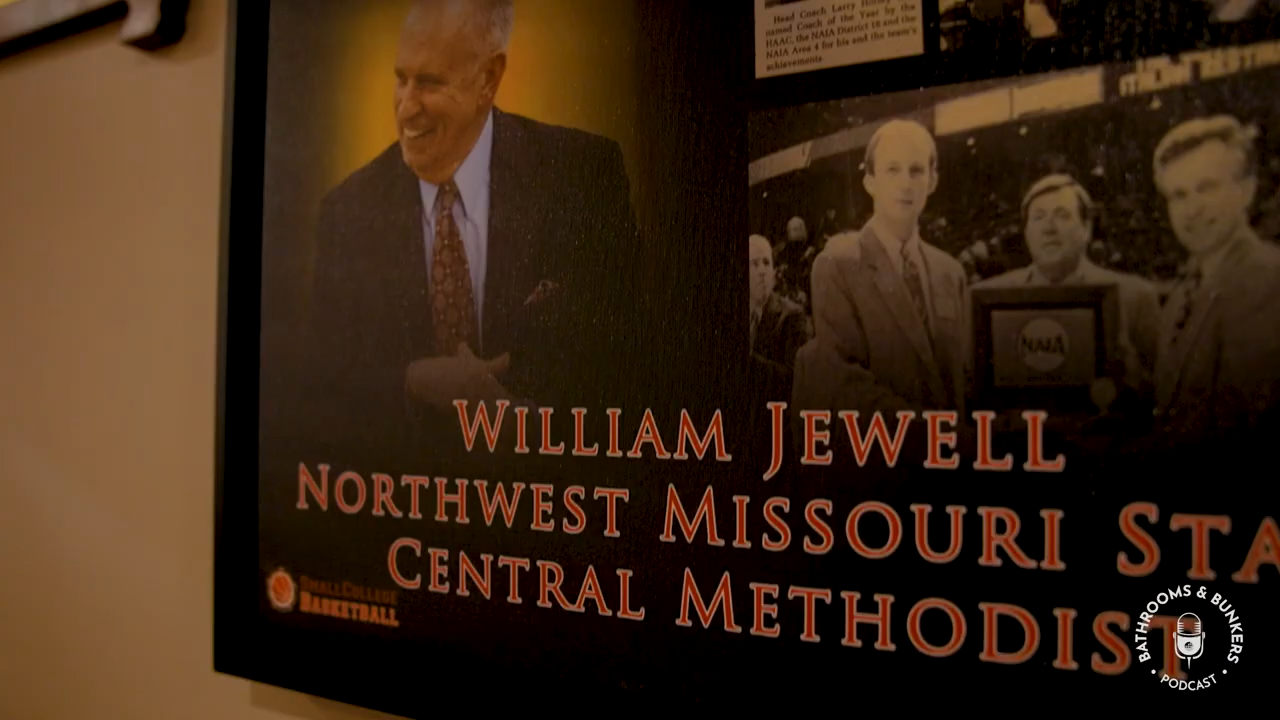 Head Coach Larry
named Coach of the Year by the
HAAC, the NAIA District 16 and the
NAIA Area 4 for his and the team's
achievements
NAIA
WILLIAM JEWELL
NORTHWEST MISSOURI STA
CENTRAL METHODIST
SMALL COLLEGE
BASKETBALL
BATHROOMS & BUNKERS
• PODCAST •